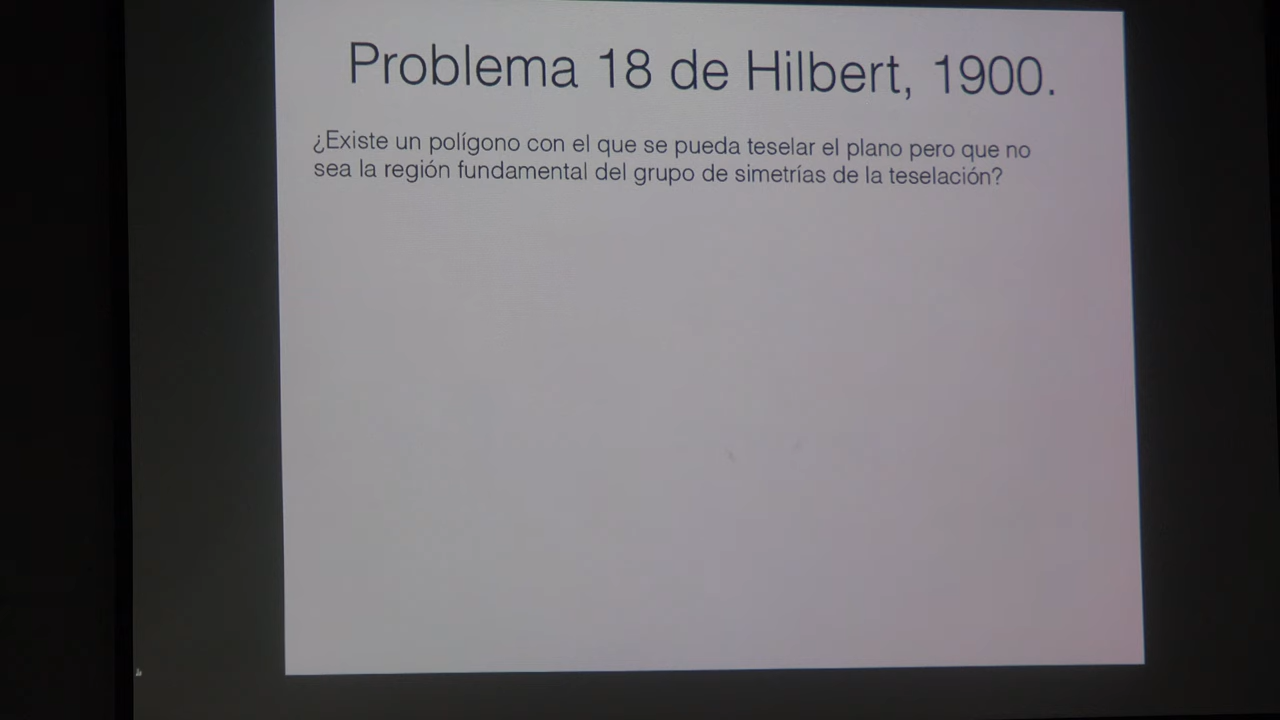 Problema 18 de Hilbert, 1900.
¿Existe un polígono con el que se pueda teselar el plano pero que no
sea la región fundamental del grupo de simetrías de la teselación?